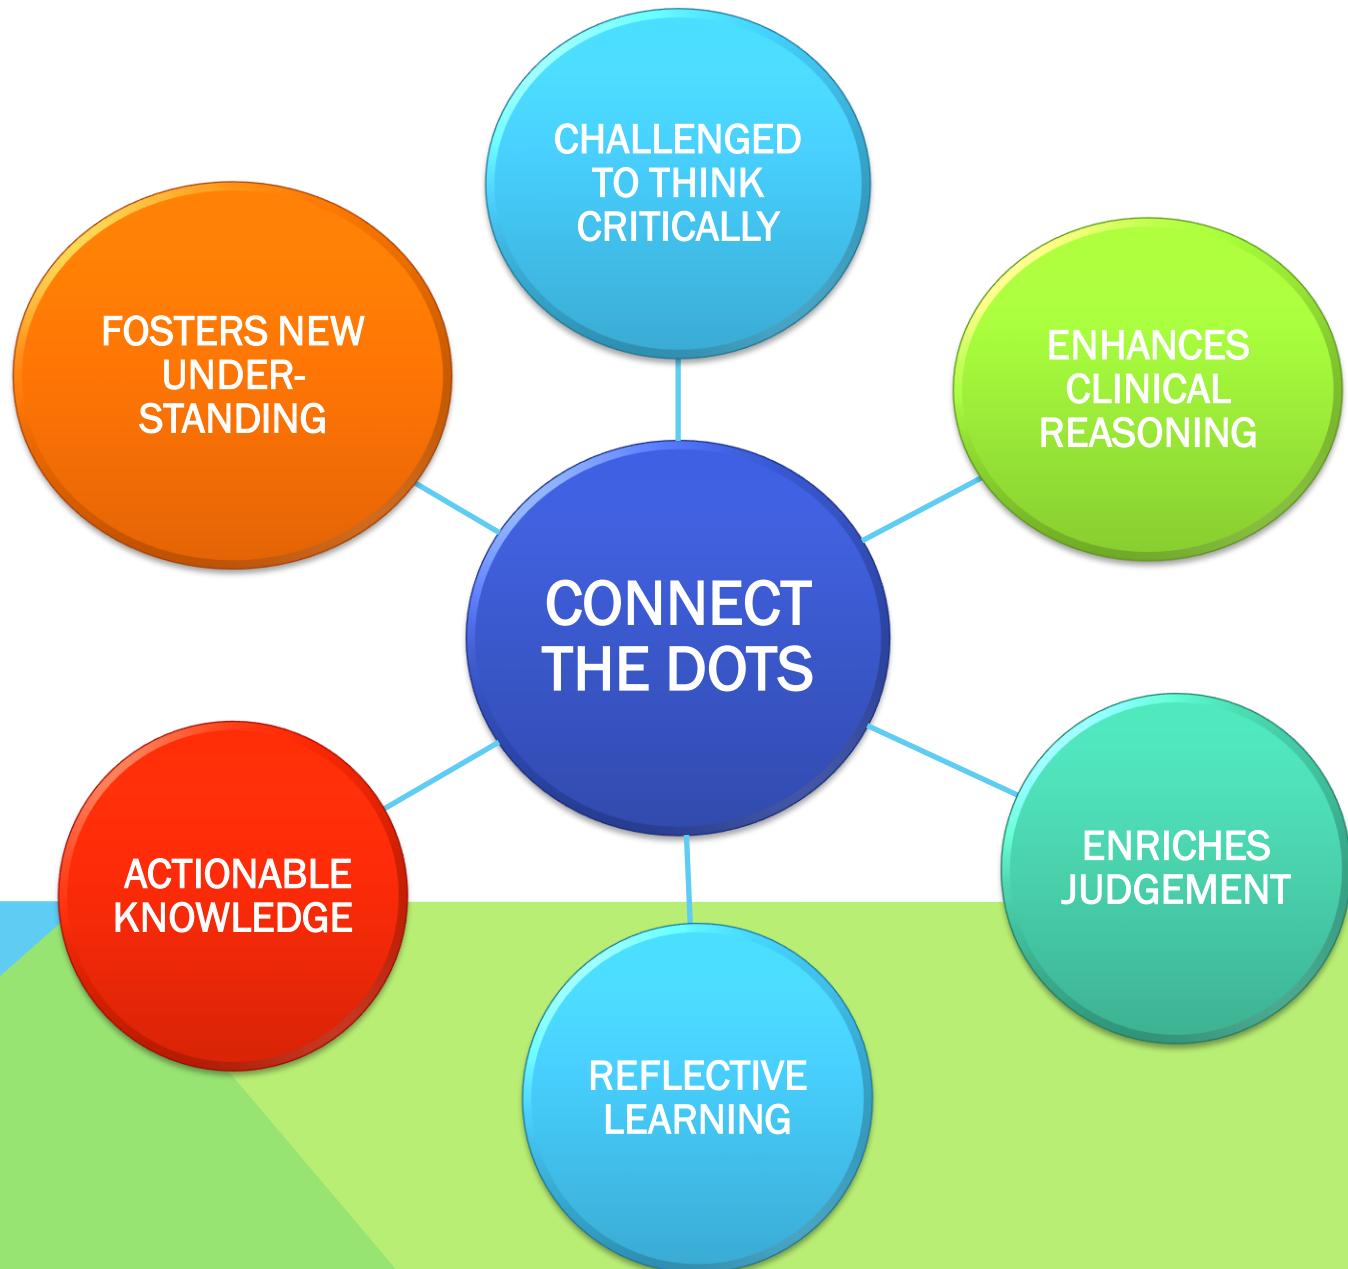 CHALLENGED
TO THINK
CRITICALLY
FOSTERS NEW
UNDER-
STANDING
ENHANCES
CLINICAL
REASONING
CONNECT
THE DOTS
ACTIONABLE
KNOWLEDGE
ENRICHES
JUDGEMENT
REFLECTIVE
LEARNING